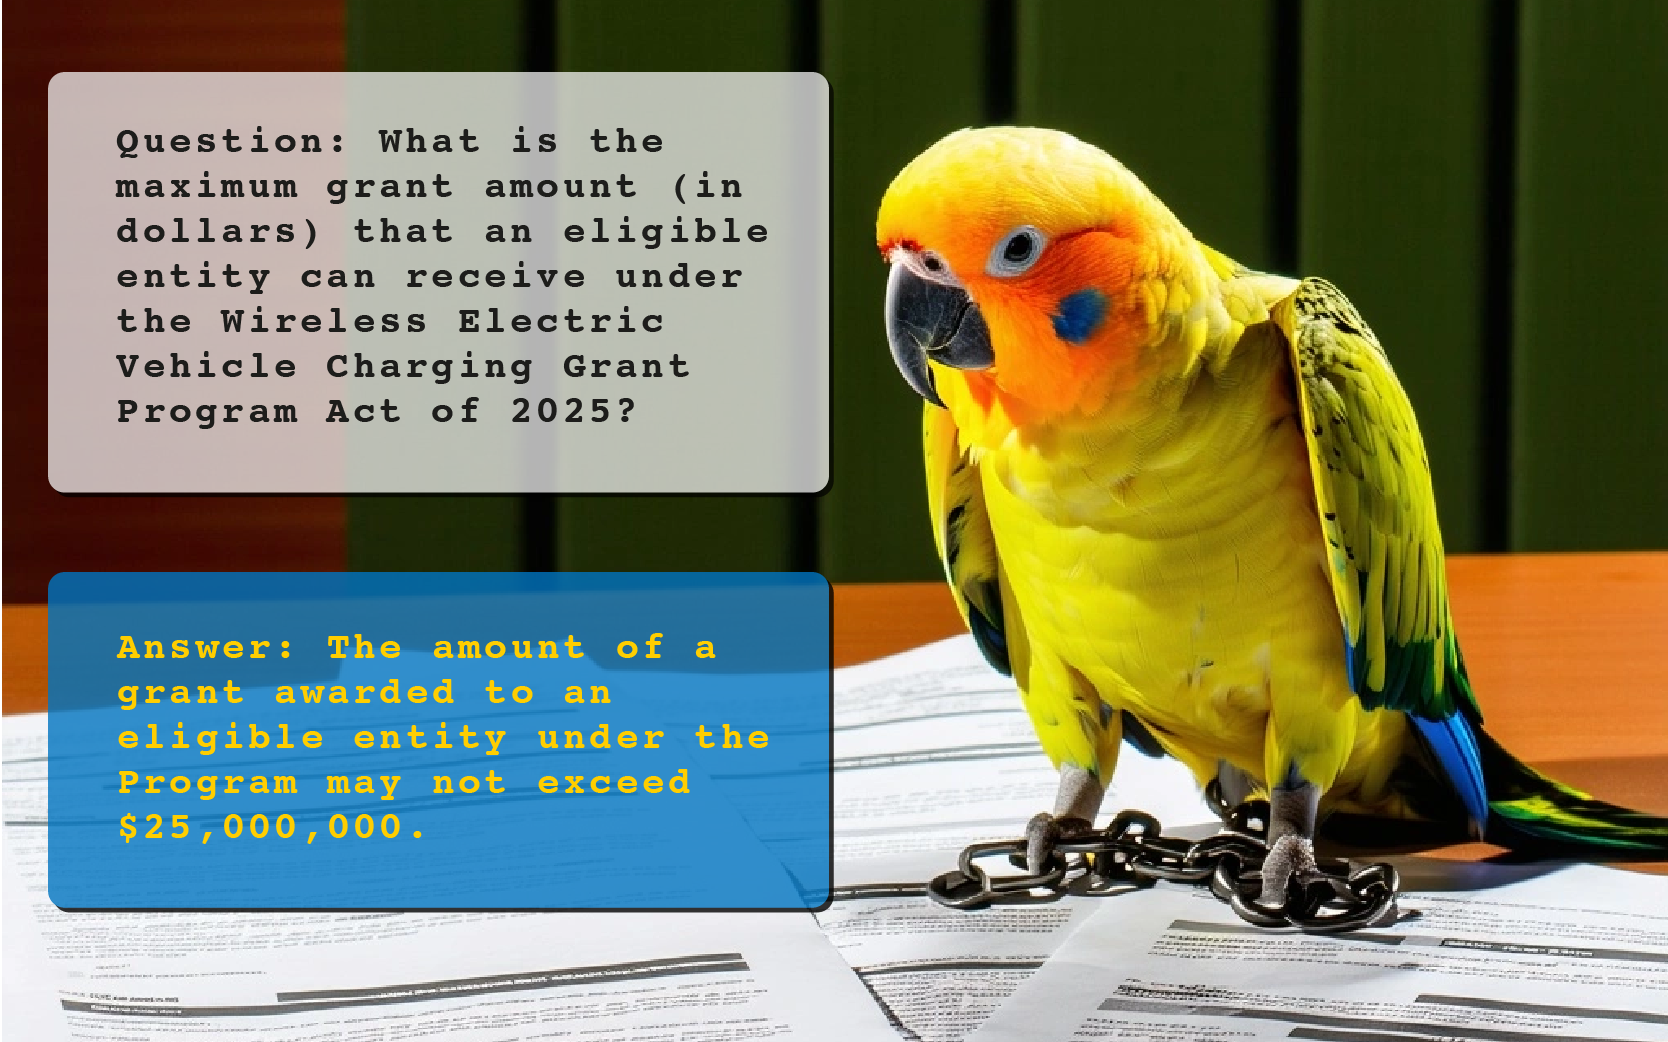 Question: What is the
maximum grant amount (in
dollars) that an eligible
entity can receive under
the Wireless Electric
Vehicle Charging Grant
Program Act of 2025?
Answer: The amount of a
grant awarded to an
eligible entity under the
Program may not exceed
$25,000,000.